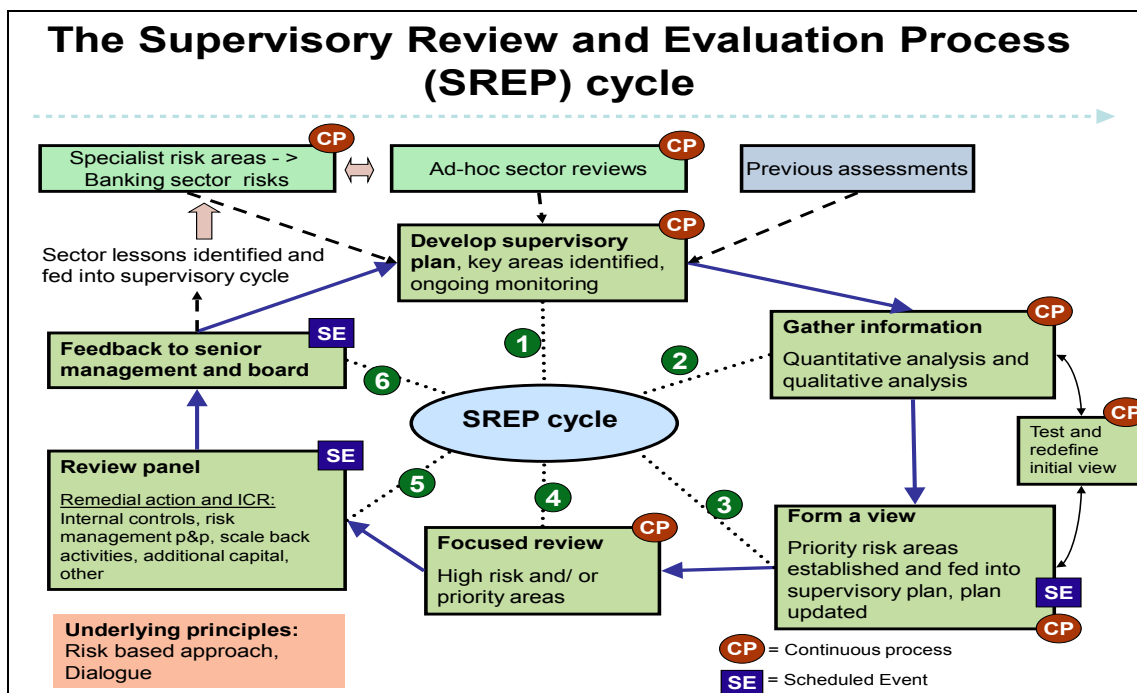 The Supervisory Review and Evaluation Process
(SREP) cycle
CP
Specialist risk areas - >
Banking sector  risks
CP
Ad-hoc sector reviews
Previous assessments
Sector lessons identified and
fed into supervisory cycle
CP
Develop supervisory
plan, key areas identified,
ongoing monitoring
1
CP
Gather information
Quantitative analysis and
qualitative analysis
2
SE
Feedback to senior
management and board
6
SREP cycle
CP
Test and
redefine
initial view
SE
Review panel
Remedial action and ICR:
Internal controls, risk
management p&p, scale back
activities, additional capital,
other
5
4
3
CP
Focused review
High risk and/ or
priority areas
Form a view
Priority risk areas
established and fed into
supervisory plan, plan
updated
SE
CP
Underlying principles:
Risk based approach,
Dialogue
CP = Continuous process
SE = Scheduled Event